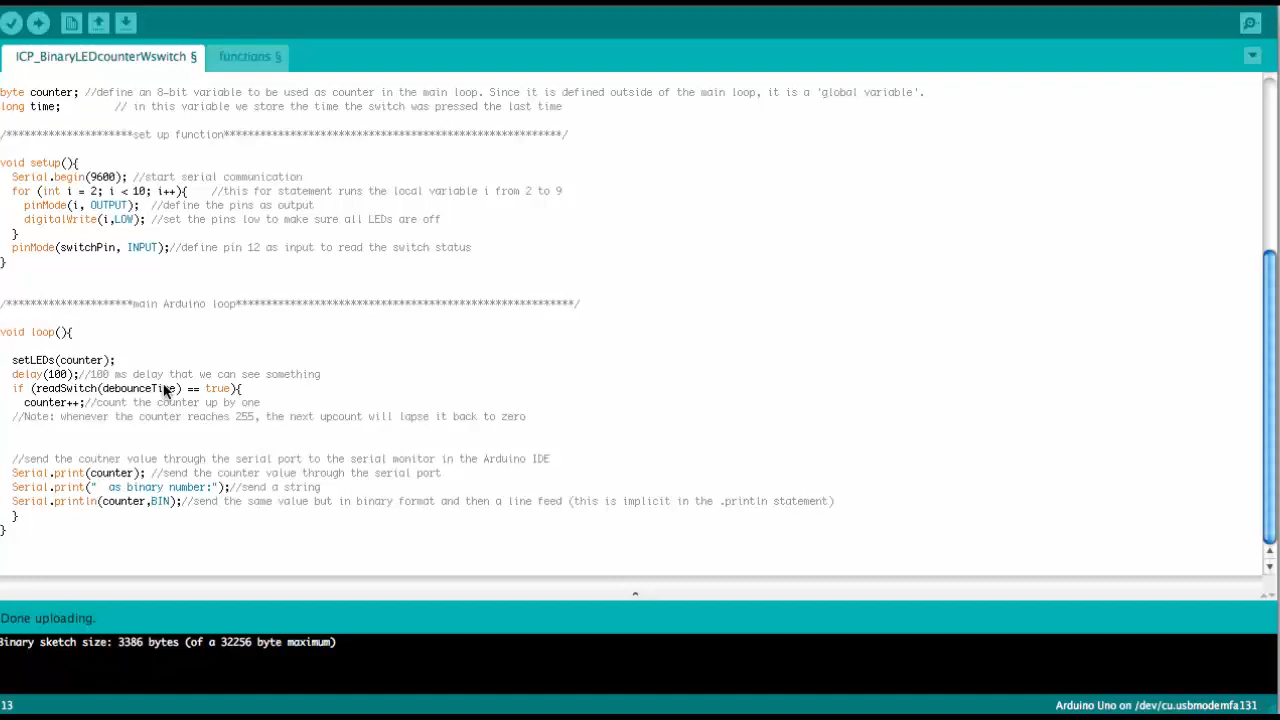 ICP_BinaryLEDcounterWswitch §
functions §
byte counter; //define an 8-bit variable to be used as counter in the main loop. Since it is defined outside of the main loop, it is a 'global variable'.
long time; // in this variable we store the time the switch was pressed the last time
/*********************set up function********************************************************/
void setup(){
Serial.begin(9600); //start serial communication
for (int i = 2; i < 10; i++){ //this for statement runs the local variable i from 2 to 9
pinMode(i, OUTPUT); //define the pins as output
digitalWrite(i,LOW); //set the pins low to make sure all LEDs are off
}
pinMode(switchPin, INPUT);//define pin 12 as input to read the switch status
}
/*********************main Arduino loop********************************************************/
void loop(){
setLEDs(counter);
delay(100);//100 ms delay that we can see something
if (readSwitch(debounceTime) == true){
counter++;//count the counter up by one
//Note: whenever the counter reaches 255, the next upcount will lapse it back to zero
//send the coutner value through the serial port to the serial monitor in the Arduino IDE
Serial.print(counter); //send the counter value through the serial port
Serial.print(" as binary number:");//send a string
Serial.println(counter,BIN);//send the same value but in binary format and then a line feed (this is implicit in the .println statement)
}
}
Done uploading.
Binary sketch size: 3386 bytes (of a 32256 byte maximum)
13
Arduino Uno on /dev/cu.usbmodemfa131